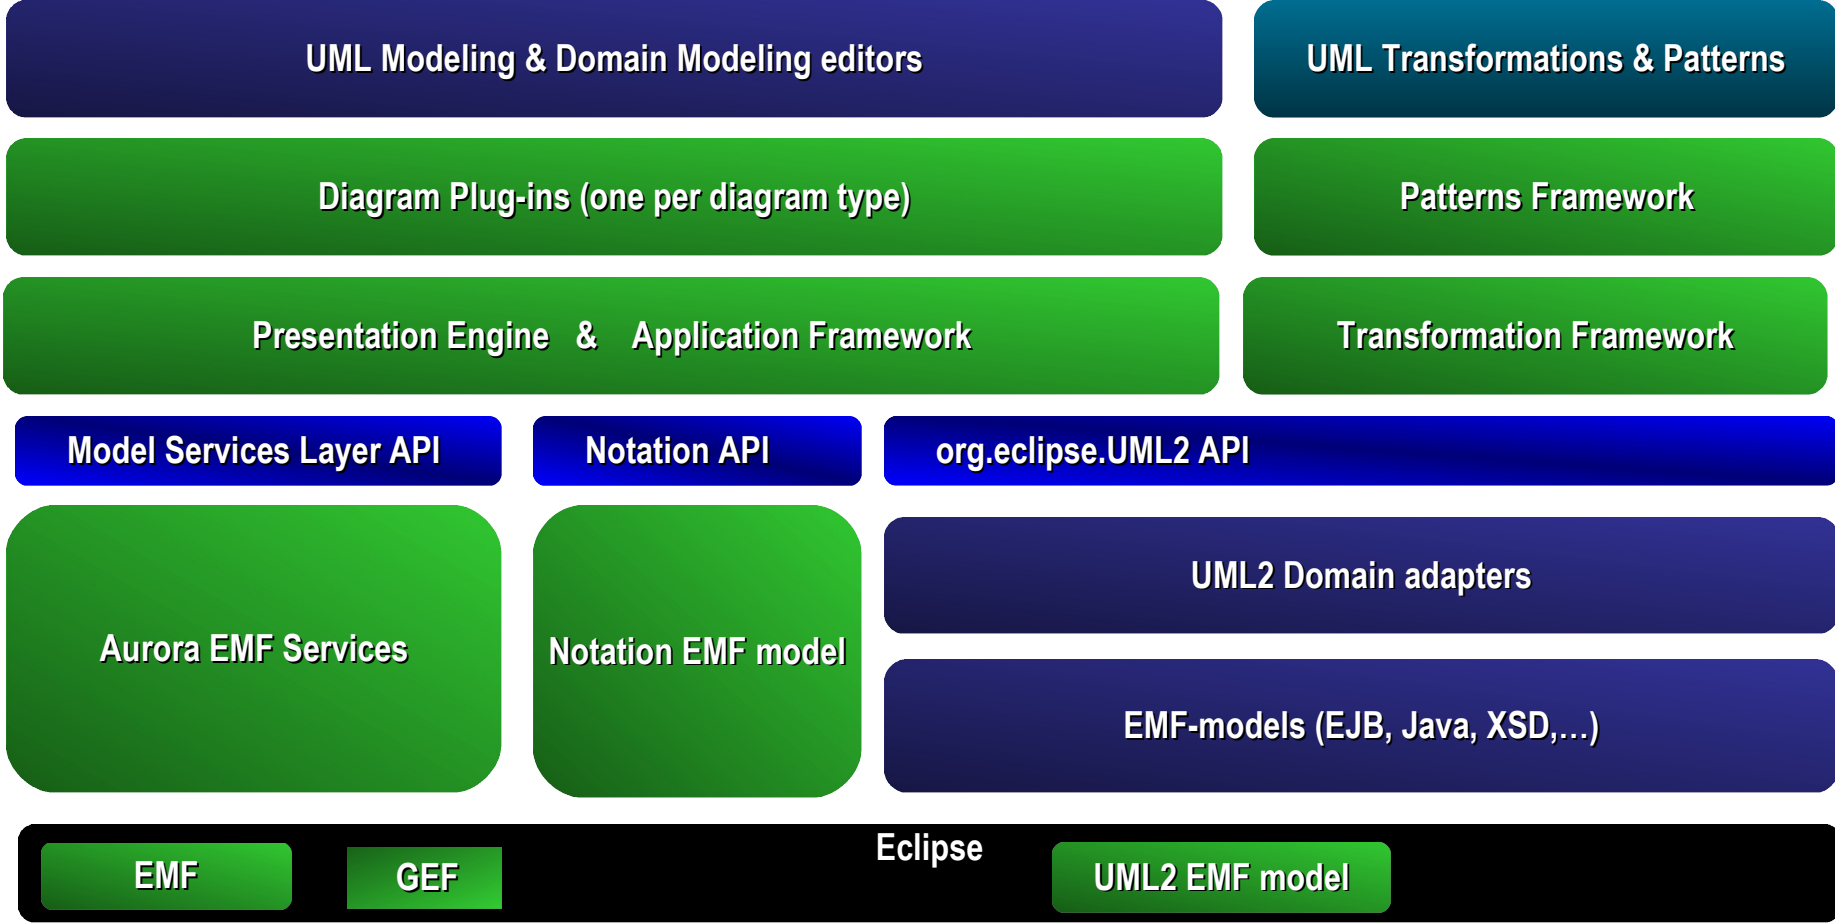 UML Modeling & Domain Modeling editors
UML Transformations & Patterns
Diagram Plug-ins (one per diagram type)
Patterns Framework
Presentation Engine & Application Framework
Transformation Framework
Model Services Layer API
Notation API
org.eclipse.UML2 API
Aurora EMF Services
Notation EMF model
UML2 Domain adapters
EMF-models (EJB, Java, XSD,...)
Eclipse
EMF
GEF
UML2 EMF model